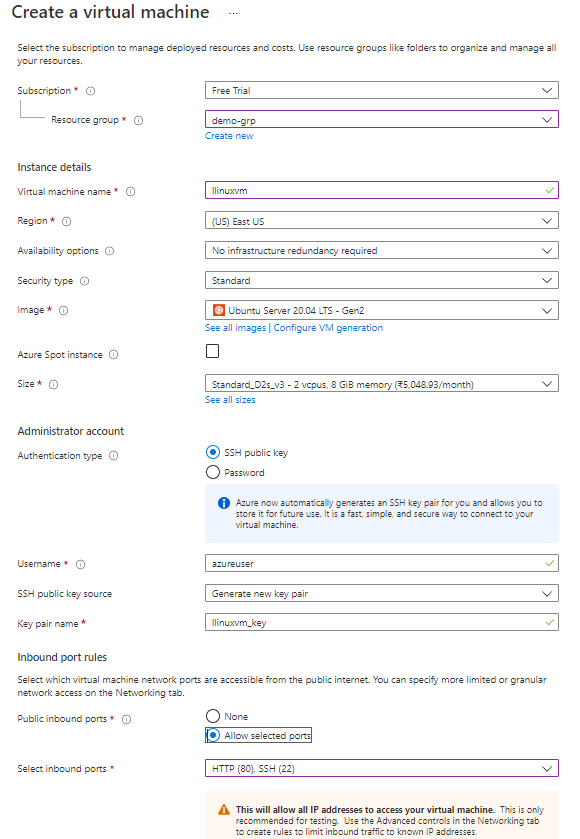 Create a virtual machine ...
Select the subscription to manage deployed resources and costs. Use resource groups like folders to organize and manage all
your resources.
Subscription *
Free Trial
Resource group *
demo-grp
Create new
Instance details
Virtual machine name *
llinuxvm
Region *
(US) East US
Availability options
No infrastructure redundancy required
Security type
Standard
Image *
Ubuntu Server 20.04 LTS - Gen2
See all images | Configure VM generation
Azure Spot instance
Size *
Standard_D2s_v3 - 2 vcpus, 8 GiB memory (₹5,048.93/month)
See all sizes
Administrator account
Authentication type
SSH public key
Password
Azure now automatically generates an SSH key pair for you and allows you to
store it for future use. It is a fast, simple, and secure way to connect to your
virtual machine.
Username *
azureuser
SSH public key source
Generate new key pair
Key pair name *
llinuxvm_key
Inbound port rules
Select which virtual machine network ports are accessible from the public internet. You can specify more limited or granular
network access on the Networking tab.
Public inbound ports *
None
Allow selected ports
Select inbound ports *
HTTP (80), SSH (22)
This will allow all IP addresses to access your virtual machine. This is only
recommended for testing. Use the Advanced controls in the Networking tab
to create rules to limit inbound traffic to known IP addresses.